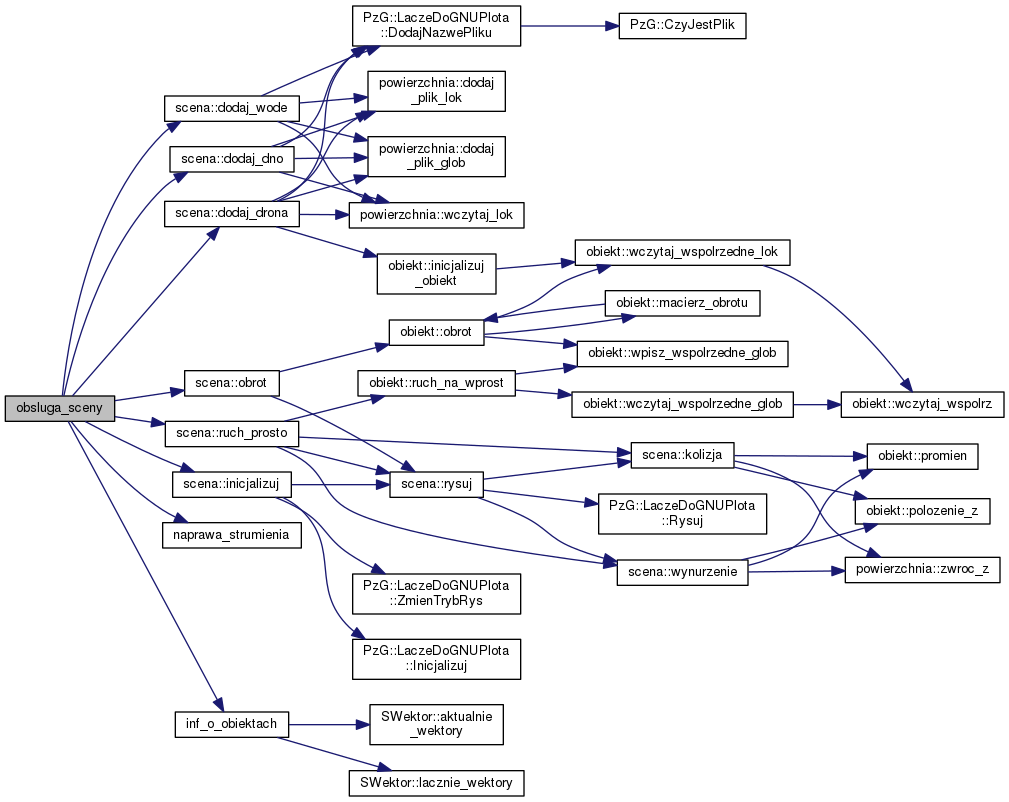 PzG::LaczeDoGNUPlota
::DodajNazwePliku
PzG::CzyJestPlik
powierzchnia::dodaj
_plik_lok
scena::dodaj_wode
powierzchnia::dodaj
_plik_glob
scena::dodaj_dno
scena::dodaj_drona
powierzchnia::wczytaj_lok
obiekt::inicjalizuj
_obiekt
obiekt::wczytaj_wspolrzedne_lok
obiekt::macierz_obrotu
obiekt::obrot
obiekt::wpisz_wspolrzedne_glob
scena::obrot
obiekt::ruch_na_wprost
obiekt::wczytaj_wspolrzedne_glob
obiekt::wczytaj_wspolrz
obsluga_sceny
scena::ruch_prosto
scena::kolizja
obiekt::promien
scena::inicjalizuj
scena::rysuj
PzG::LaczeDoGNUPlota
::Rysuj
obiekt::polozenie_z
naprawa_strumienia
scena::wynurzenie
powierzchnia::zwroc_z
PzG::LaczeDoGNUPlota
::ZmienTrybRys
PzG::LaczeDoGNUPlota
::Inicjalizuj
inf_o_obiektach
SWektor::aktualnie
_wektory
SWektor::lacznie_wektory